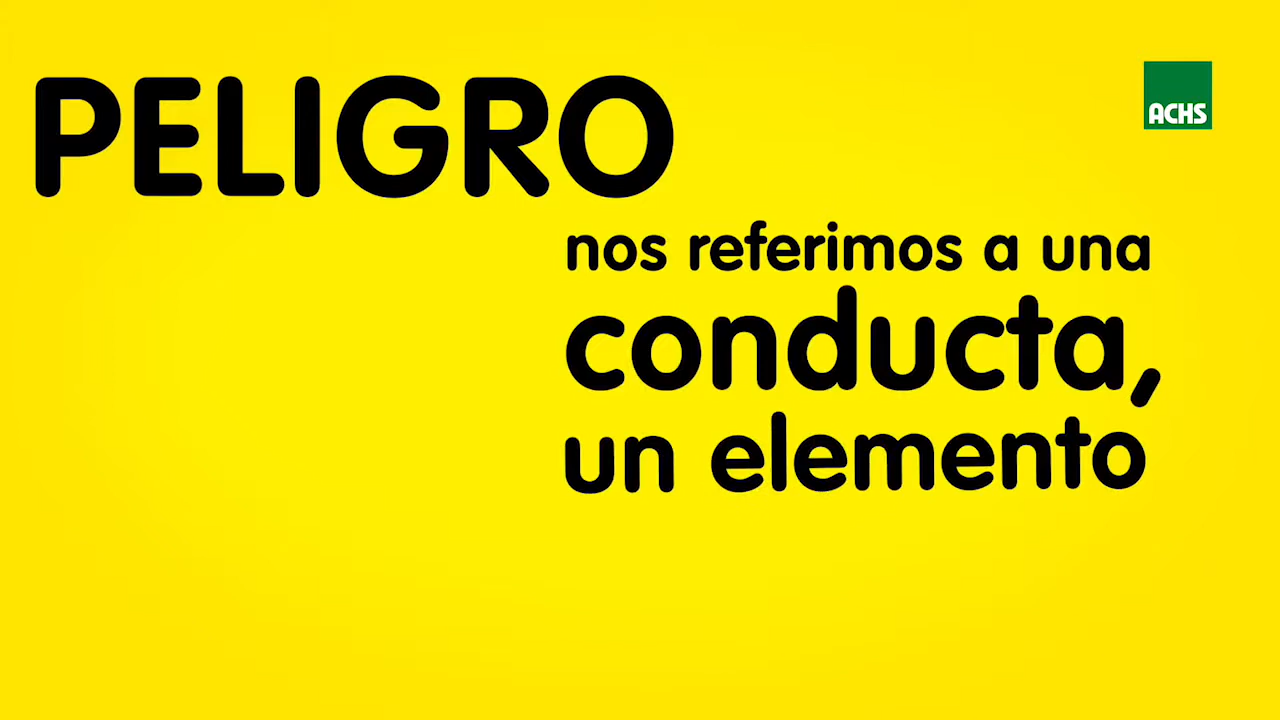 PELIGRO
ACHS
nos referimos a una
conducta,
un elemento